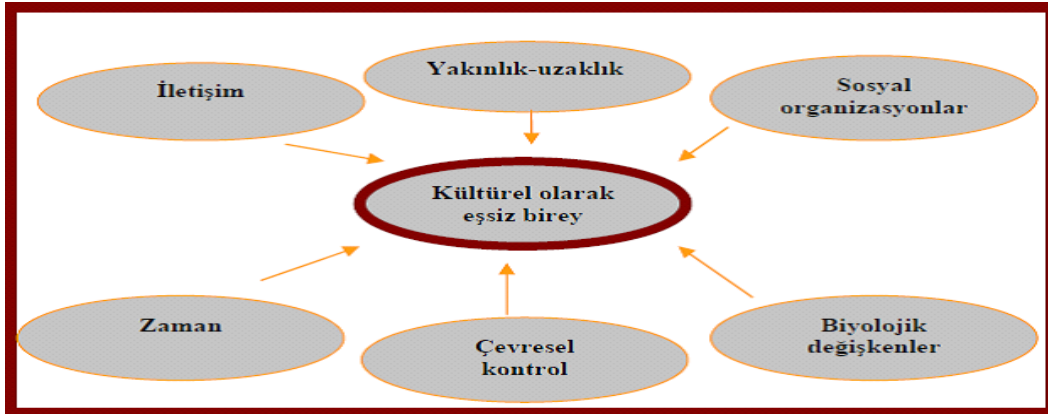 İletişim
Yakınlık-uzaklık
Sosyal
organizasyonlar
Kültürel olarak
eşsiz birey
Zaman
Çevresel
kontrol
Biyolojik
değişkenler